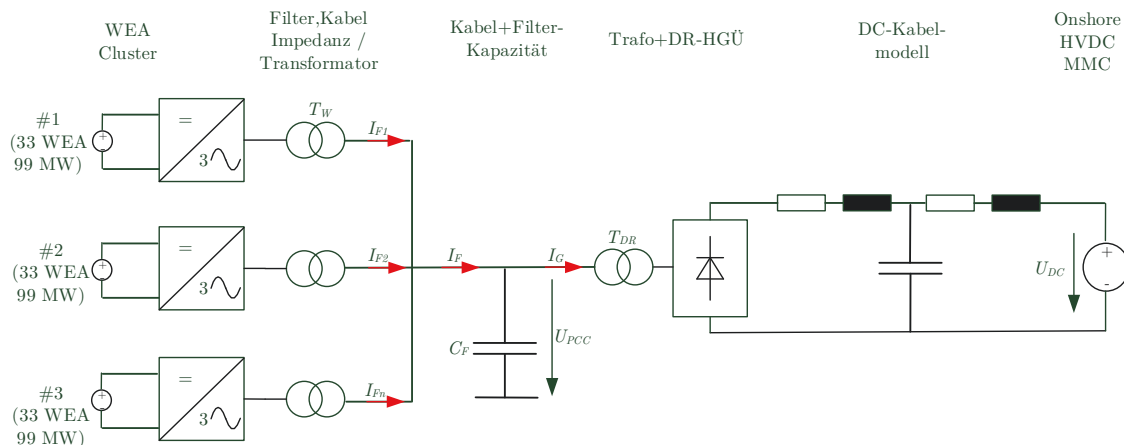 WEA
Cluster
Filter,Kabel
Impedanz /
Transformator
Kabel+Filter-
Kapazität
Trafo+DR-HGÜ
DC-Kabel-
modell
Onshore
HVDC
MMC
#1
(33 WEA
99 MW)
+
-
=
3
T_W
I_F1
#2
(33 WEA
99 MW)
+
-
=
3
I_F2
I_F
I_G
T_DR
C_F
U_PCC
U_DC
+
-
#3
(33 WEA
99 MW)
+
-
=
3
I_Fn